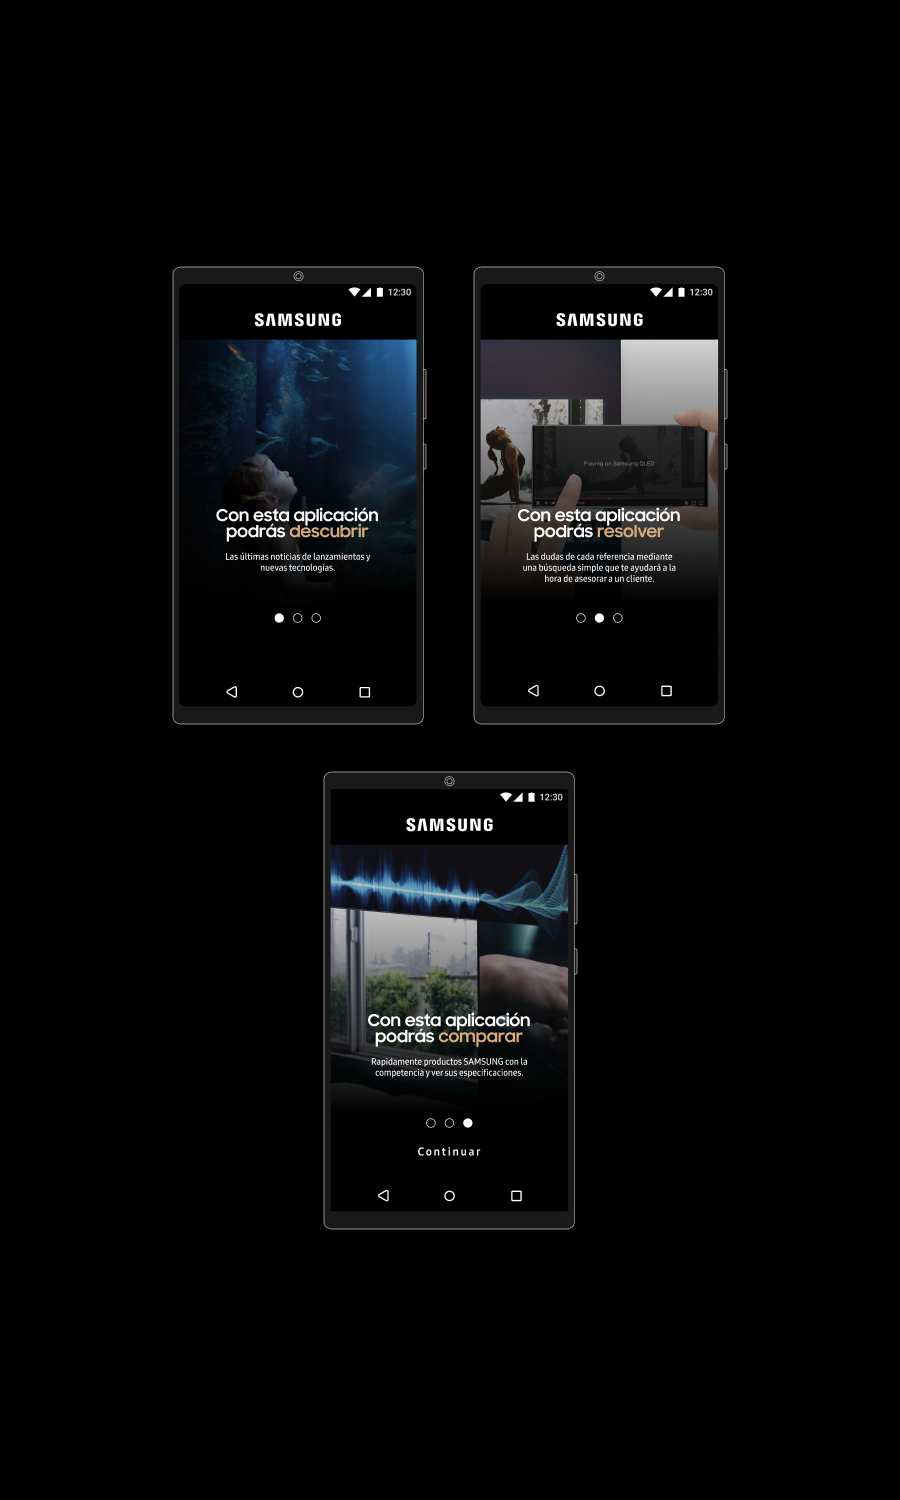 12:30
SAMSUNG
Con esta aplicación
podrás descubrir
Las últimas noticias de lanzamientos y
nuevas tecnologías.
12:30
SAMSUNG
Playing on Samsung QLED
Con esta aplicación
podrás resolver
Las dudas de cada referencia mediante
una búsqueda simple que te ayudará a la
hora de asesorar a un cliente.
12:30
SAMSUNG
Con esta aplicación
podrás comparar
Rapidamente productos SAMSUNG con la
competencia y ver sus especificaciones.
Continuar